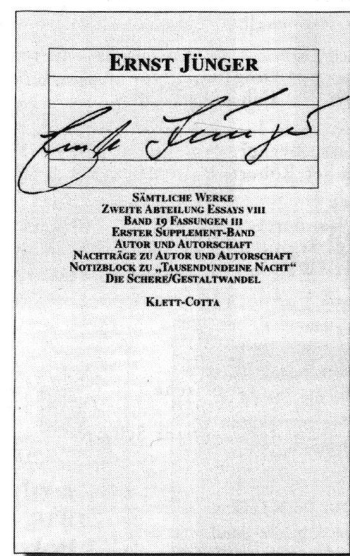 ERNST JÜNGER
Ernst Jünger
SÄMTLICHE WERKE
ZWEITE ABTEILUNG ESSAYS VIII
BAND 19 FASSUNGEN III
ERSTER SUPPLEMENT-BAND
AUTOR UND AUTORSCHAFT
NACHTRÄGE ZU AUTOR UND AUTORSCHAFT
NOTIZBLOCK ZU „TAUSENDUNDEINE NACHT“
DIE SCHERE/GESTALTWANDEL
KLETT-COTTA